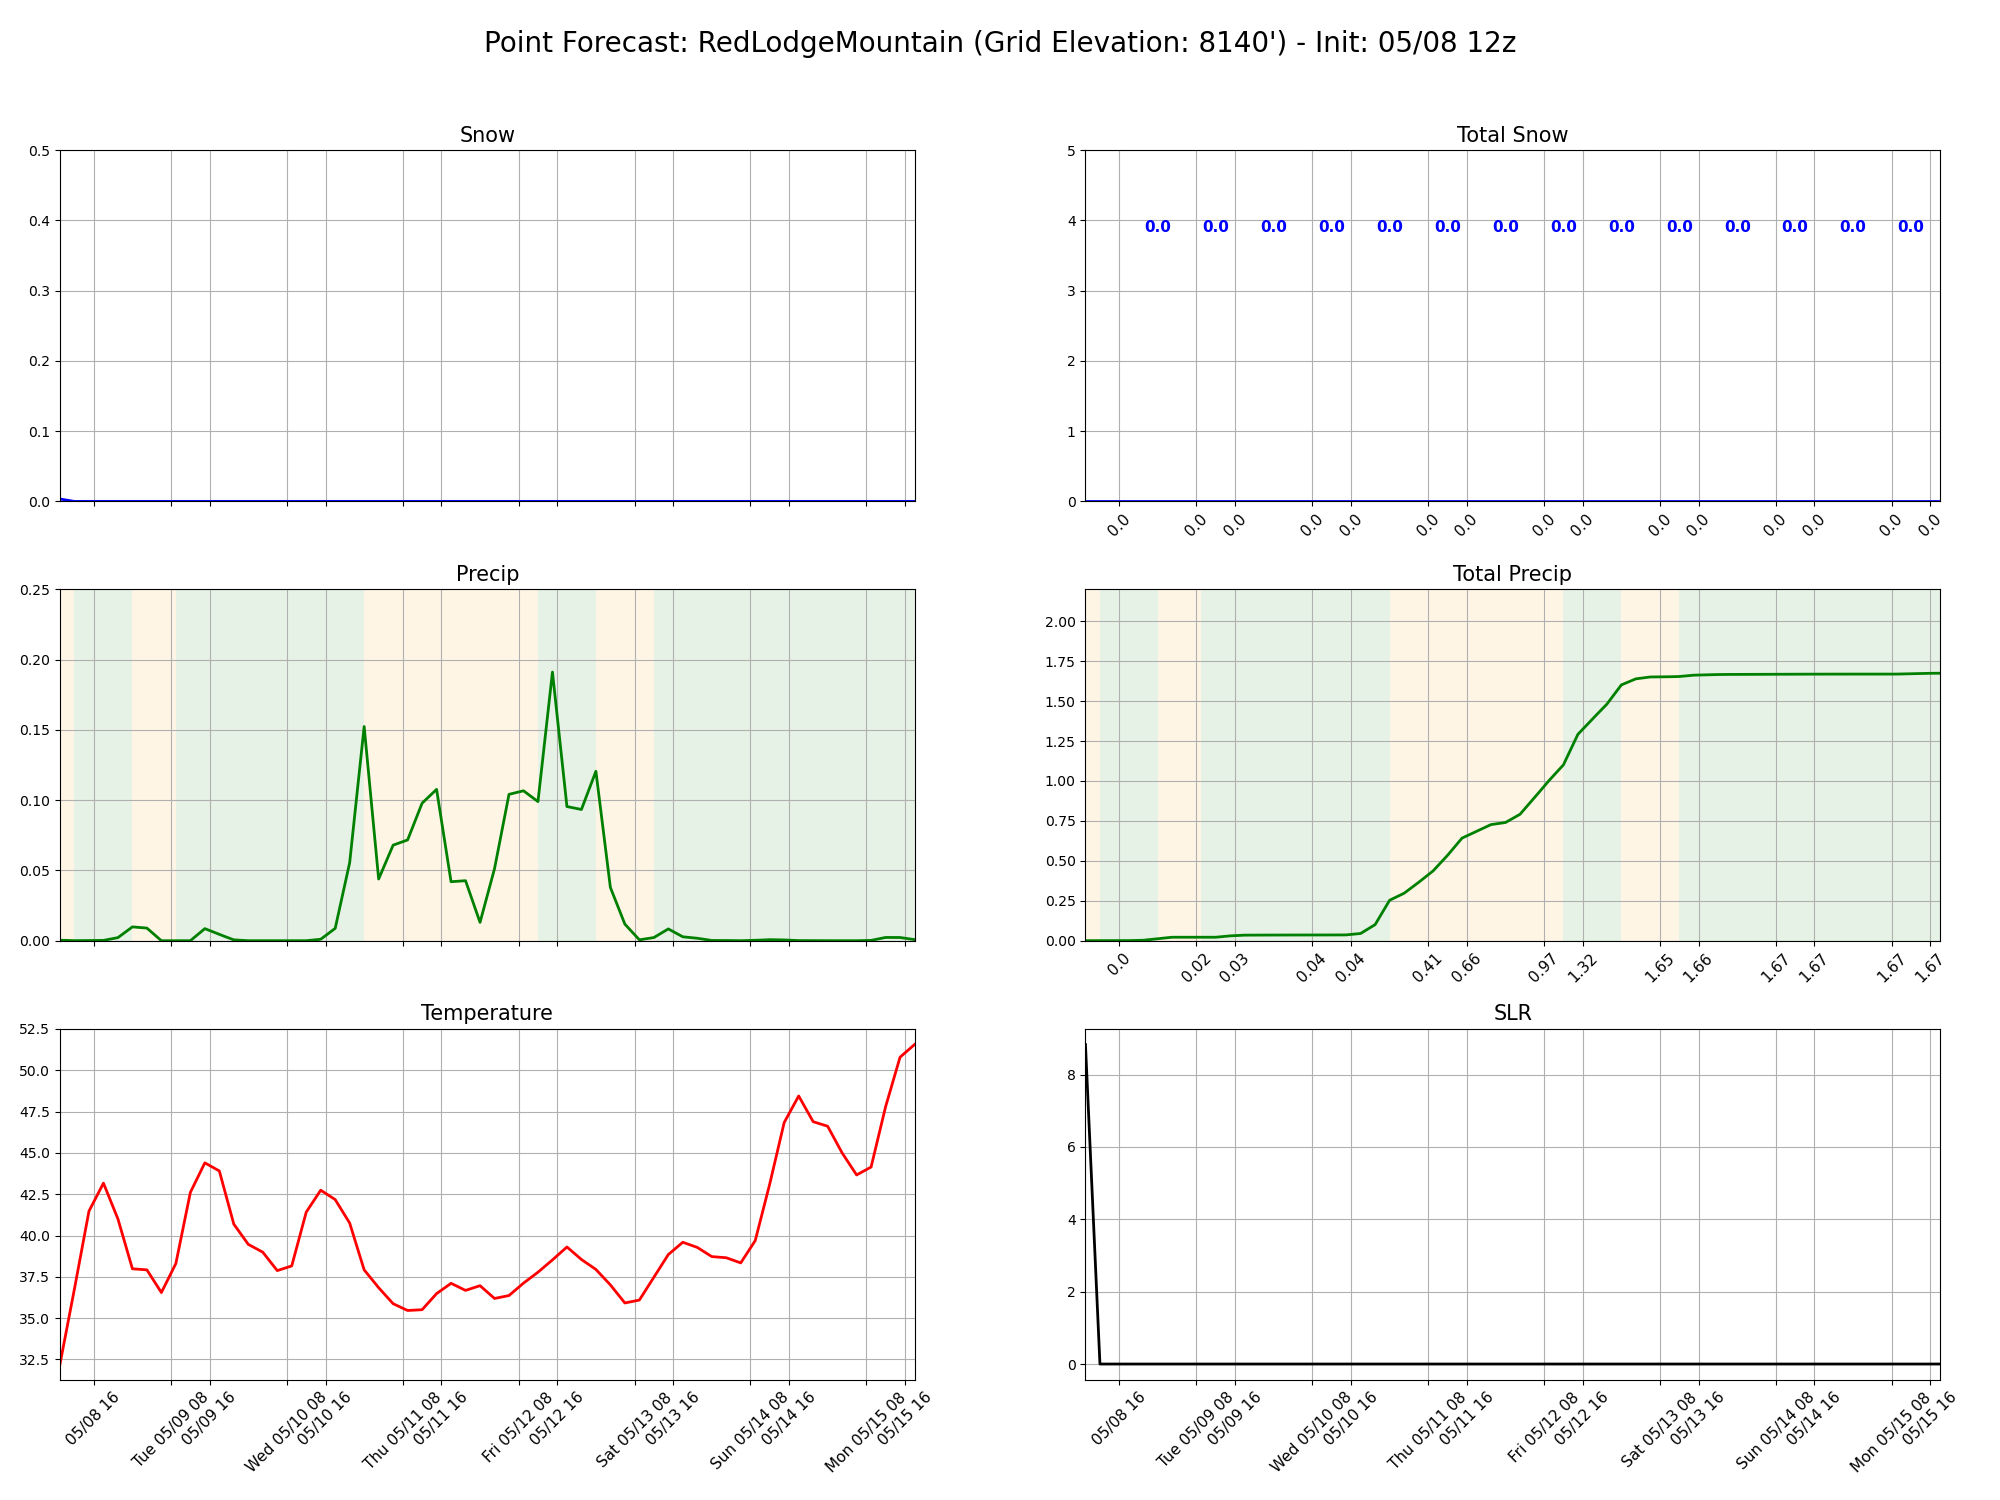 Point Forecast: RedLodgeMountain (Grid Elevation: 8140') - Init: 05/08 12z
Snow
0.5
0.4
0.3
0.2
0.1
0.0
Total Snow
5
4
3
2
1
0
0.0 0.0 0.0 0.0 0.0 0.0 0.0 0.0 0.0 0.0 0.0 0.0 0.0 0.0
0.0 0.0 0.0 0.0 0.0 0.0 0.0 0.0 0.0 0.0 0.0 0.0 0.0 0.0 0.0
Precip
0.25
0.20
0.15
0.10
0.05
0.00
Total Precip
2.00
1.75
1.50
1.25
1.00
0.75
0.50
0.25
0.00
0.0 0.02 0.03 0.04 0.04 0.41 0.66 0.97 1.32 1.65 1.66 1.67 1.67 1.67 1.67
Temperature
52.5
50.0
47.5
45.0
42.5
40.0
37.5
35.0
32.5
05/08 16
Tue 05/09 08
05/09 16
Wed 05/10 08
05/10 16
Thu 05/11 08
05/11 16
Fri 05/12 08
05/12 16
Sat 05/13 08
05/13 16
Sun 05/14 08
05/14 16
Mon 05/15 08
05/15 16
SLR
8
6
4
2
0
05/08 16
Tue 05/09 08
05/09 16
Wed 05/10 08
05/10 16
Thu 05/11 08
05/11 16
Fri 05/12 08
05/12 16
Sat 05/13 08
05/13 16
Sun 05/14 08
05/14 16
Mon 05/15 08
05/15 16